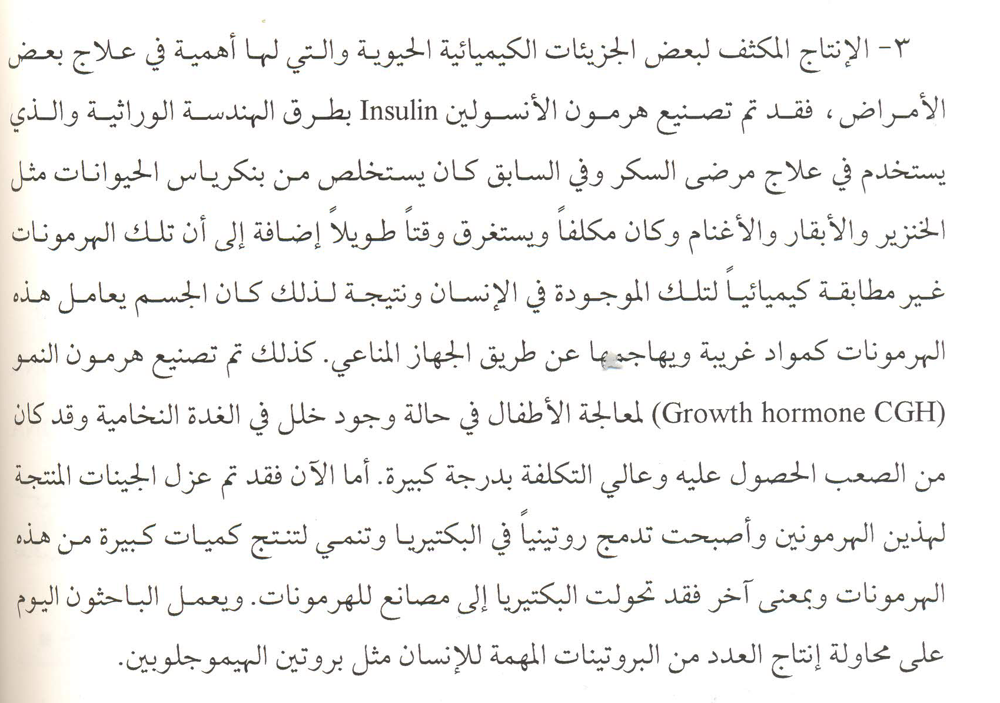 ٣- الإنتاج المكثف لبعض الجزيئات الكيميائية الحيوية والتي لها أهمية في علاج بعض
الأمراض، فقد تم تصنيع هرمون الأنسولين Insulin بطرق الهندسة الوراثية والذي
يستخدم في علاج مرضى السكر وفي السابق كان يستخلص من بنكرياس الحيوانات مثل
الخنزير والأبقار والأغنام وكان مكلفاً ويستغرق وقتاً طويلاً إضافة إلى أن تلك الهرمونات
غير مطابقة كيميائياً لتلك الموجودة في الإنسان ونتيجة لذلك كان الجسم يعامل هذه
الهرمونات كمواد غريبة ويهاجمها عن طريق الجهاز المناعي. كذلك تم تصنيع هرمون النمو
(Growth hormone CGH) لمعالجة الأطفال في حالة وجود خلل في الغدة النخامية وقد كان
من الصعب الحصول عليه وعالي التكلفة بدرجة كبيرة. أما الآن فقد تم عزل الجينات المنتجة
لهذين الهرمونين وأصبحت تدمج روتينياً في البكتيريا وتنمي لتنتج كميات كبيرة من هذه
الهرمونات وبمعنى آخر فقد تحولت البكتيريا إلى مصانع للهرمونات. ويعمل الباحثون اليوم
على محاولة إنتاج العدد من البروتينات المهمة للإنسان مثل بروتين الهيموجلوبين.